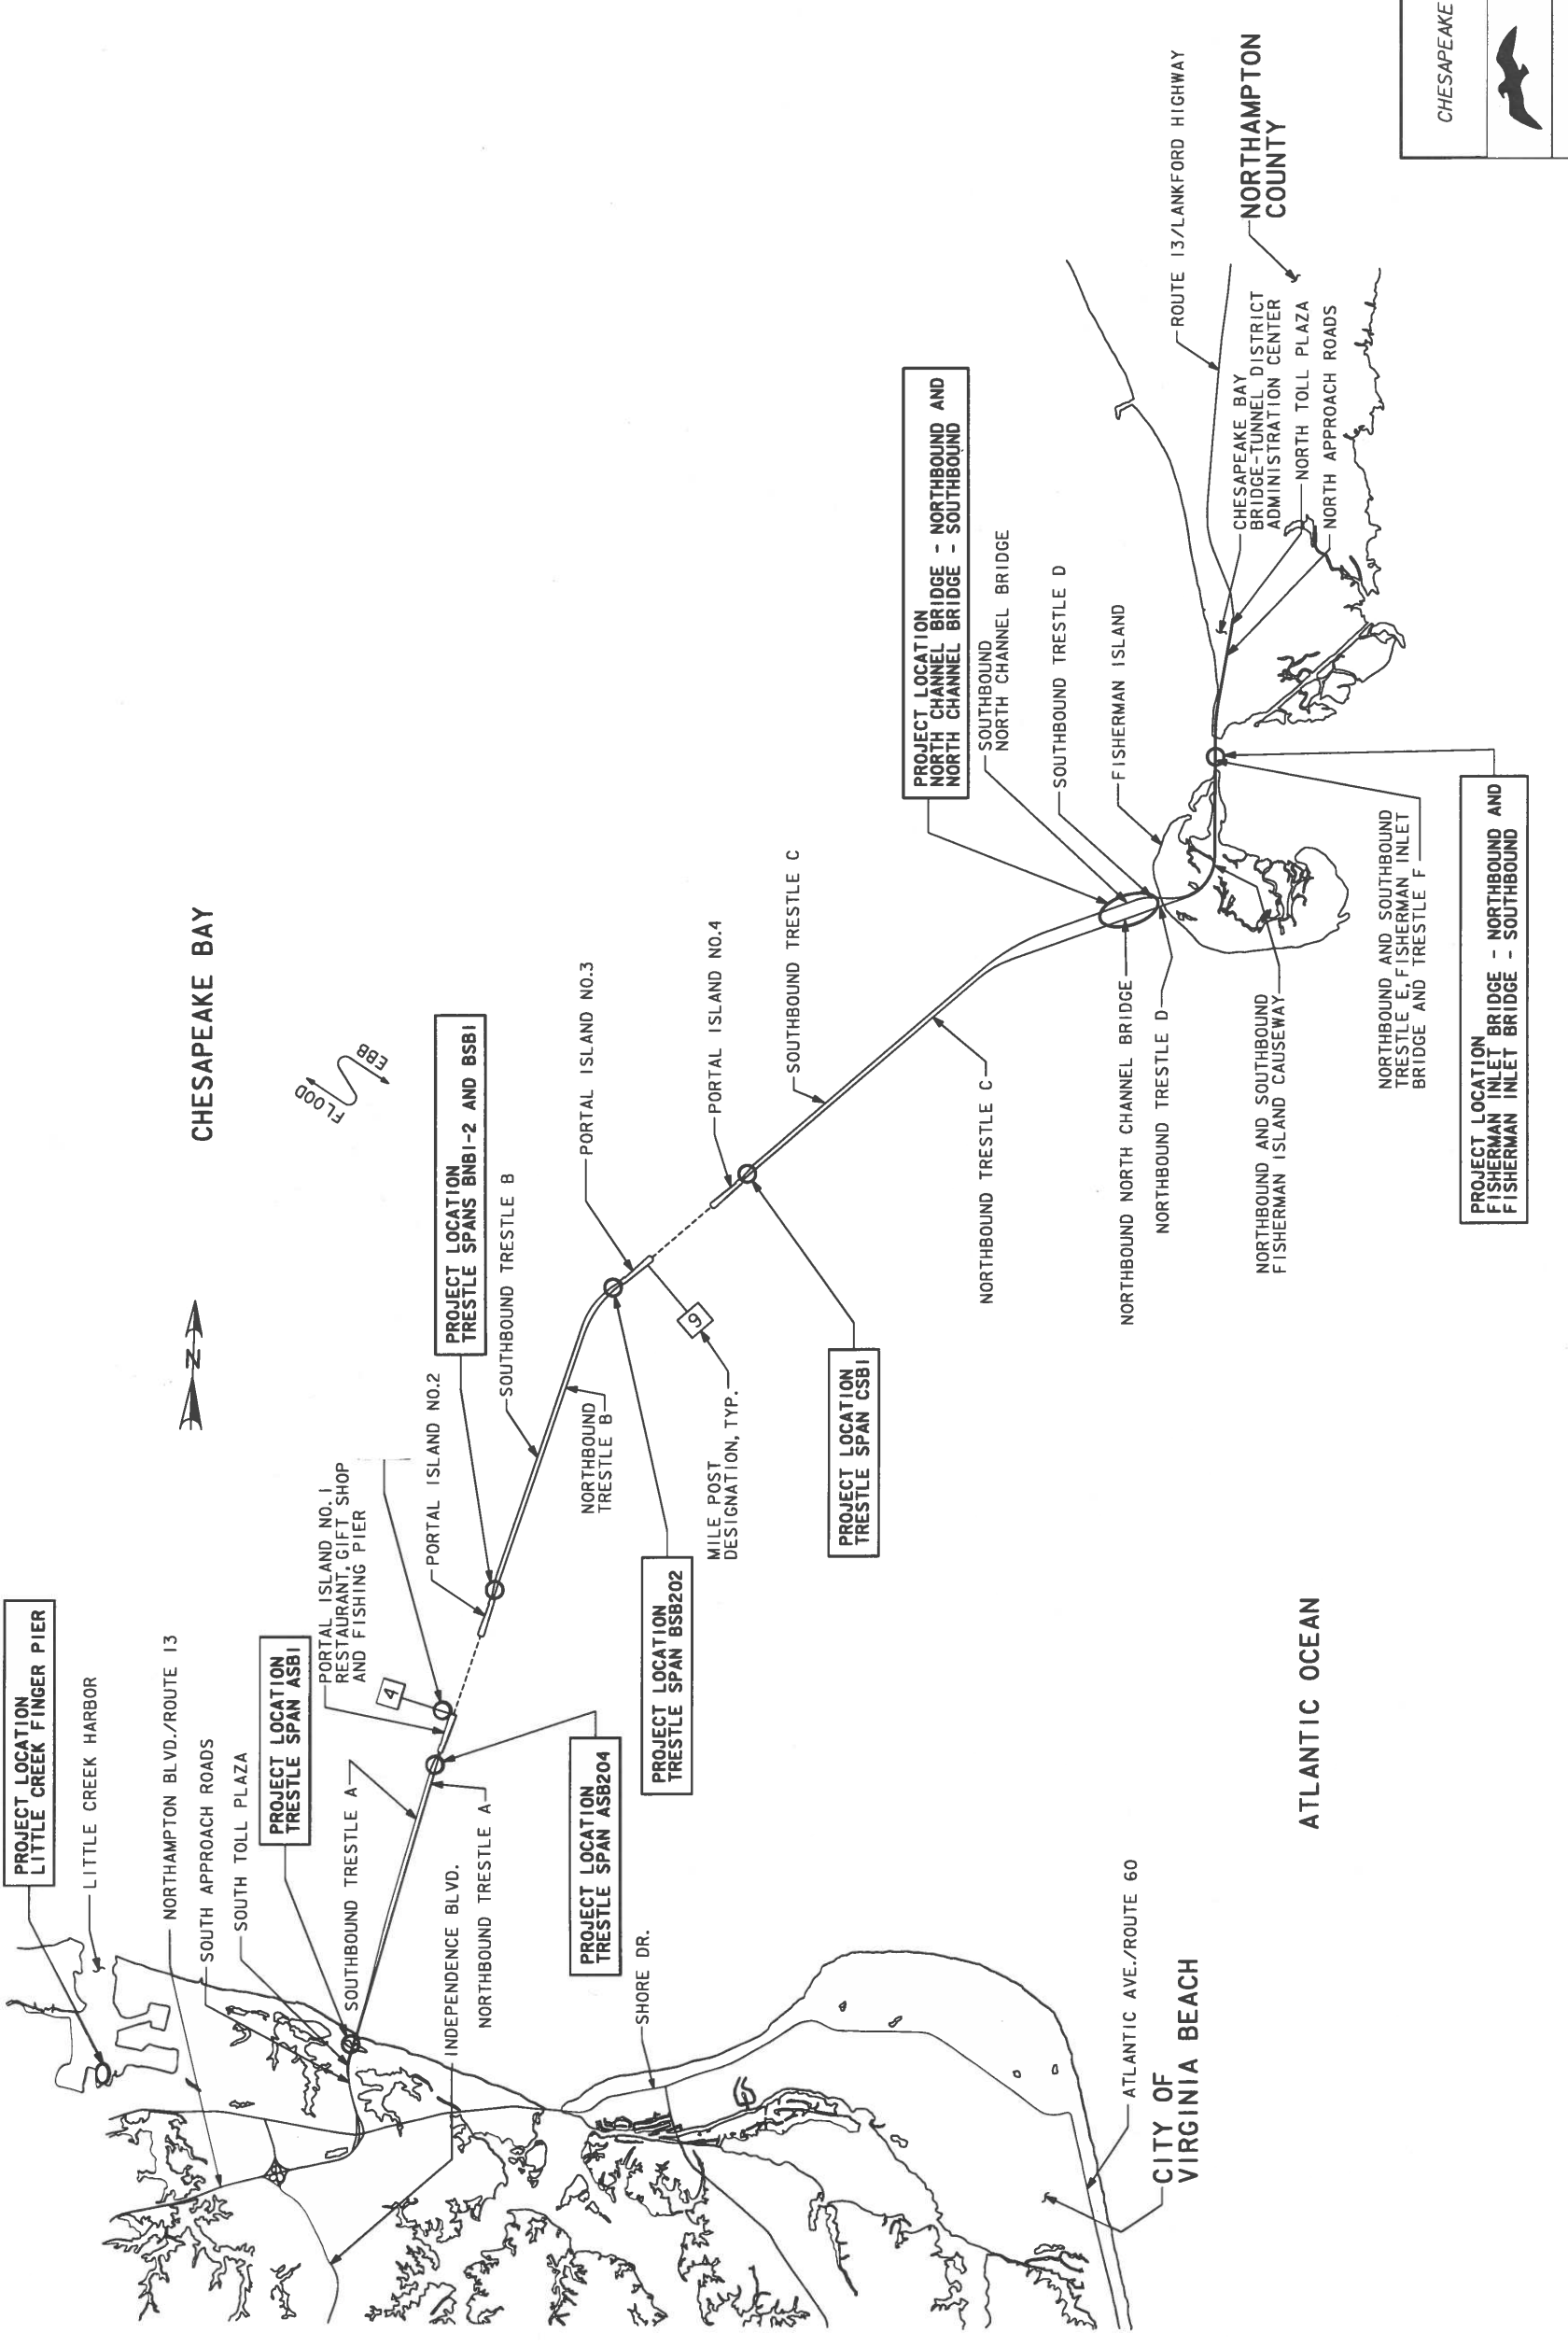 PROJECT LOCATION
LITTLE CREEK FINGER PIER
LITTLE CREEK HARBOR
NORTHAMPTON BLVD./ROUTE 13
SOUTH APPROACH ROADS
SOUTH TOLL PLAZA
PROJECT LOCATION
TRESTLE SPAN ASB1
PORTAL ISLAND NO.1
RESTAURANT, GIFT SHOP
AND FISHING PIER
SOUTHBOUND TRESTLE A
4
PORTAL ISLAND NO.2
INDEPENDENCE BLVD.
NORTHBOUND TRESTLE A
PROJECT LOCATION
TRESTLE SPAN ASB204
SHORE DR.
ATLANTIC AVE./ROUTE 60
CITY OF
VIRGINIA BEACH
ATLANTIC OCEAN
CHESAPEAKE BAY
N
FLOOD
EBB
PROJECT LOCATION
TRESTLE SPANS BNB1-2 AND BSB1
SOUTHBOUND TRESTLE B
NORTHBOUND
TRESTLE B
PROJECT LOCATION
TRESTLE SPAN BSB202
PORTAL ISLAND NO.3
9
MILE POST
DESIGNATION, TYP.
PORTAL ISLAND NO.4
PROJECT LOCATION
TRESTLE SPAN CSB1
SOUTHBOUND TRESTLE C
NORTHBOUND TRESTLE C
PROJECT LOCATION
NORTH CHANNEL BRIDGE - NORTHBOUND AND
NORTH CHANNEL BRIDGE - SOUTHBOUND
SOUTHBOUND
NORTH CHANNEL BRIDGE
SOUTHBOUND TRESTLE D
FISHERMAN ISLAND
NORTHBOUND NORTH CHANNEL BRIDGE
NORTHBOUND TRESTLE D
NORTHBOUND AND SOUTHBOUND
FISHERMAN ISLAND CAUSEWAY
NORTHBOUND AND SOUTHBOUND
TRESTLE E, FISHERMAN INLET
BRIDGE AND TRESTLE F
PROJECT LOCATION
FISHERMAN INLET BRIDGE - NORTHBOUND AND
FISHERMAN INLET BRIDGE - SOUTHBOUND
ROUTE 13/LANKFORD HIGHWAY
NORTHAMPTON
COUNTY
CHESAPEAKE BAY
BRIDGE-TUNNEL DISTRICT
ADMINISTRATION CENTER
NORTH TOLL PLAZA
NORTH APPROACH ROADS
CHESAPEAKE